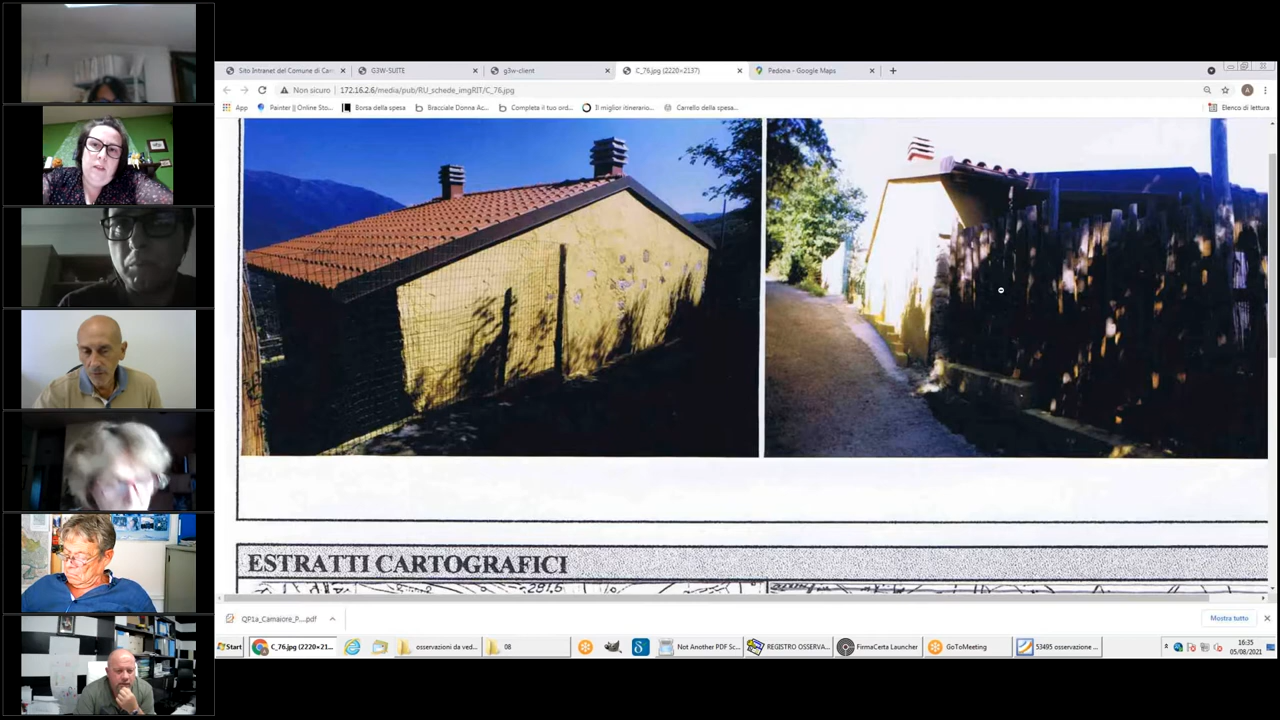 Sito Intranet del Comune di Car
G3W-SUITE
g3w-client
C_76.jpg (2220×2137)
Pedona - Google Maps
Non sicuro
172.16.2.6/media/pub/RU_schede_imgRIT/C_76.jpg
App
Painter || Online Sto...
Borsa della spesa
Bracciale Donna Ac...
Completa il tuo ord...
Il miglior itinerario...
Carrello della spesa...
Elenco di lettura
ESTRATTI CARTOGRAFICI
291.6
QP1a_Camaiore_P....pdf
Mostra tutto
Start
C_76.jpg (2220×21...
osservazioni da ved...
08
Not Another PDF Sc...
REGISTRO OSSERVA...
FirmaCerta Launcher
GoToMeeting
53495 osservazione ...
16:35
05/08/2021